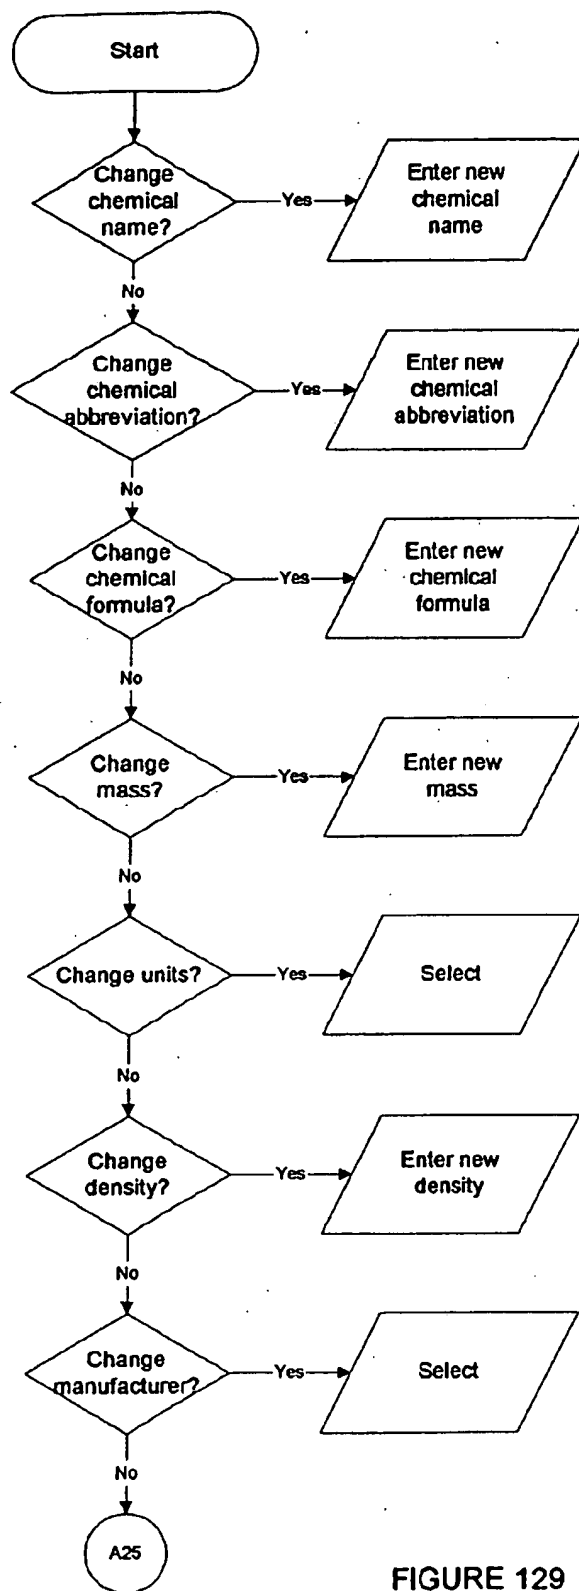 Start
Change
chemical
name?
Yes
Enter new
chemical
name
No
Change
chemical
abbreviation?
Yes
Enter new
chemical
abbreviation
No
Change
chemical
formula?
Yes
Enter new
chemical
formula
No
Change
mass?
Yes
Enter new
mass
No
Change units?
Yes
Select
No
Change
density?
Yes
Enter new
density
No
Change
manufacturer?
Yes
Select
No
A25
FIGURE 129